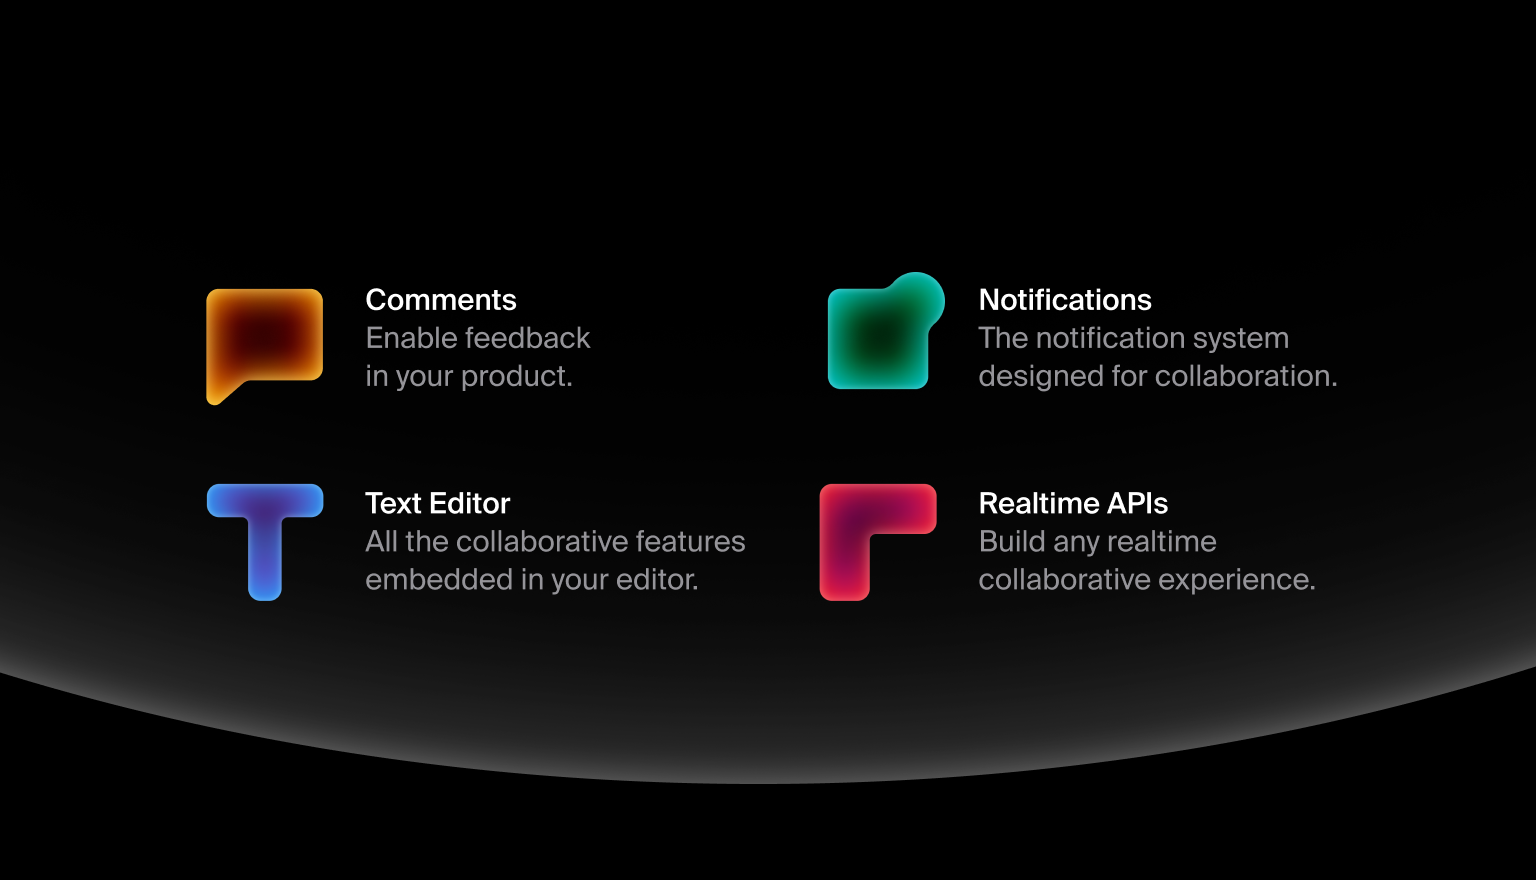 Comments
Enable feedback
in your product.
Notifications
The notification system
designed for collaboration.
Text Editor
All the collaborative features
embedded in your editor.
Realtime APIs
Build any realtime
collaborative experience.